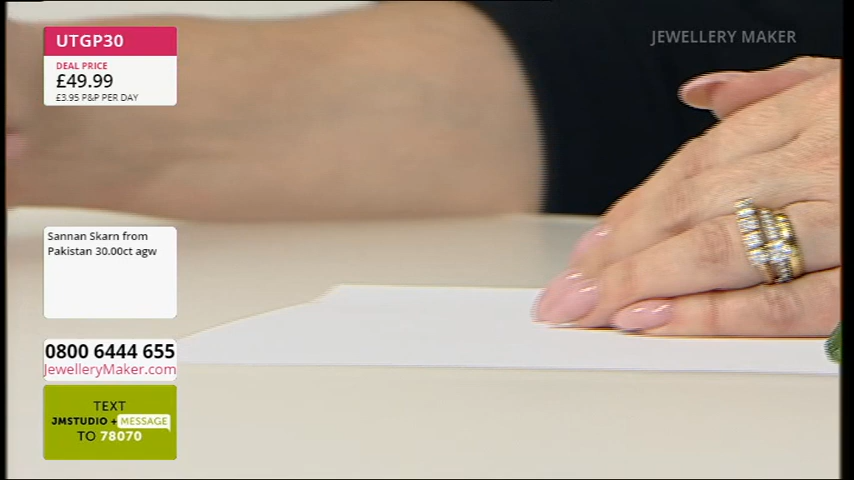 UTGP30
DEAL PRICE
£49.99
£3.95 P&P PER DAY
JEWELLERY MAKER
Sannan Skarn from
Pakistan 30.00ct agw
0800 6444 655
JewelleryMaker.com
TEXT
JMSTUDIO + MESSAGE
TO 78070